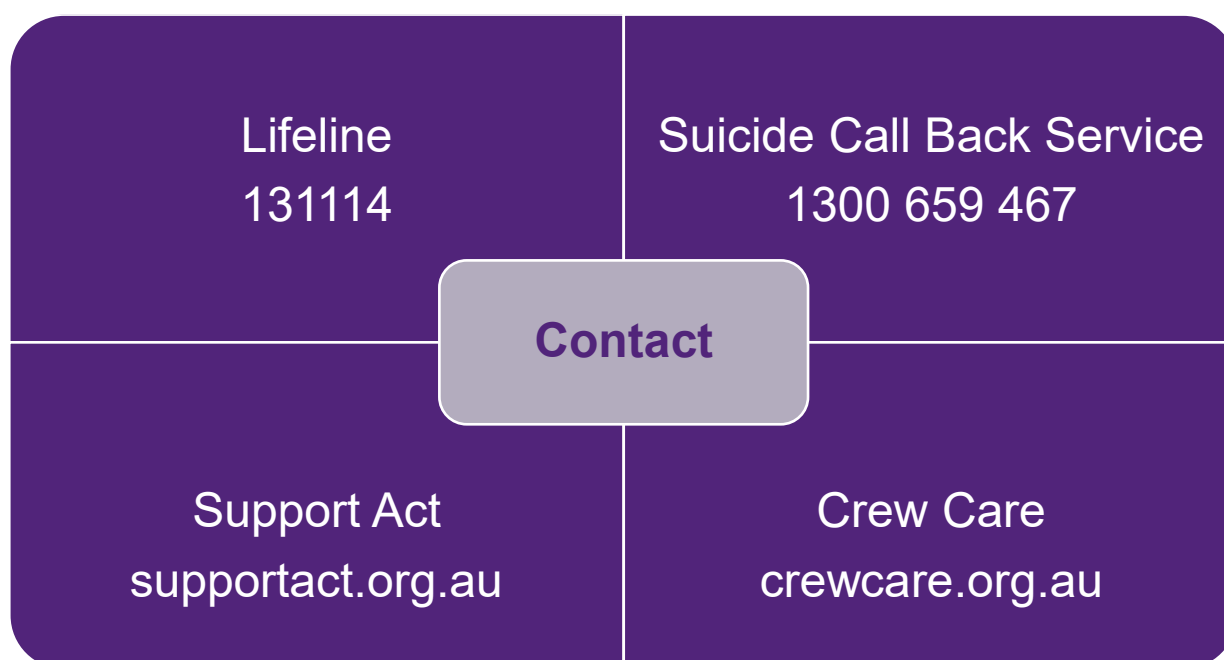 Lifeline
131114
Suicide Call Back Service
1300 659 467
Contact
Support Act
supportact.org.au
Crew Care
crewcare.org.au